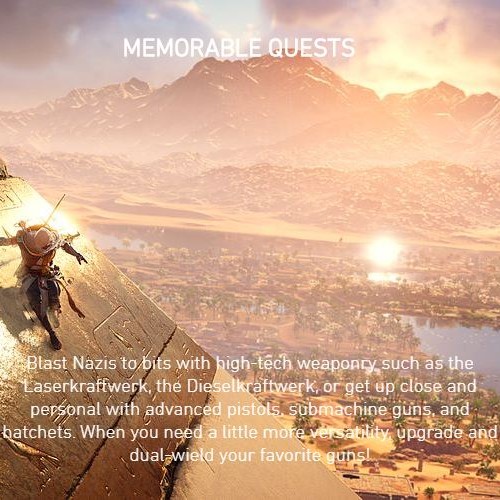 MEMORABLE QUESTS
Blast Nazis to bits with high-tech weaponry such as the
Laserkraftwerk, the Dieselkraftwerk, or get up close and
personal with advanced pistols, submachine guns, and
hatchets. When you need a little more versatility, upgrade and
dual-wield your favorite guns!